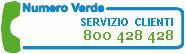 Numero Verde
SERVIZIO CLIENTI
800 428 428